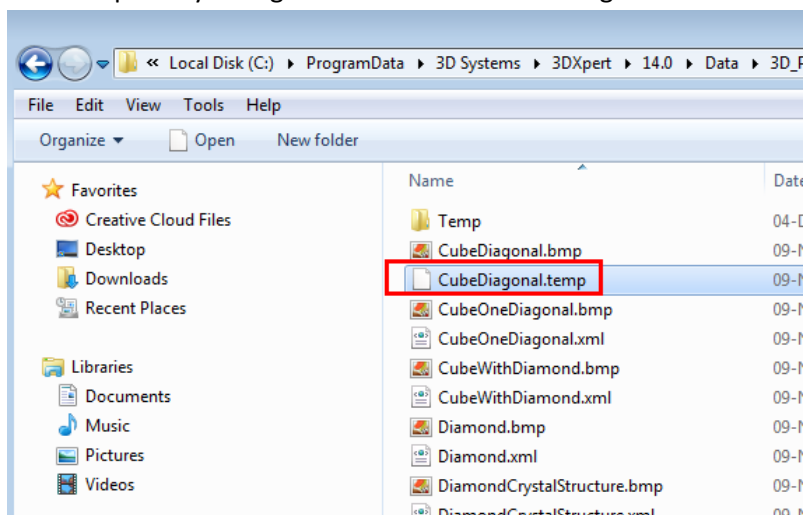 « Local Disk (C:) ▸ ProgramData ▸ 3D Systems ▸ 3DXpert ▸ 14.0 ▸ Data ▸
File Edit View Tools Help
Organize Open New folder
Name
Favorites
Creative Cloud Files
Desktop
Downloads
Recent Places
Libraries
Documents
Music
Pictures
Videos
Temp 04-
CubeDiagonal.bmp 09-
CubeDiagonal.temp 09-
CubeOneDiagonal.bmp 09-
CubeOneDiagonal.xml 09-
CubeWithDiamond.bmp 09-
CubeWithDiamond.xml 09-
Diamond.bmp 09-
Diamond.xml 09-
DiamondCrystalStructure.bmp 09-